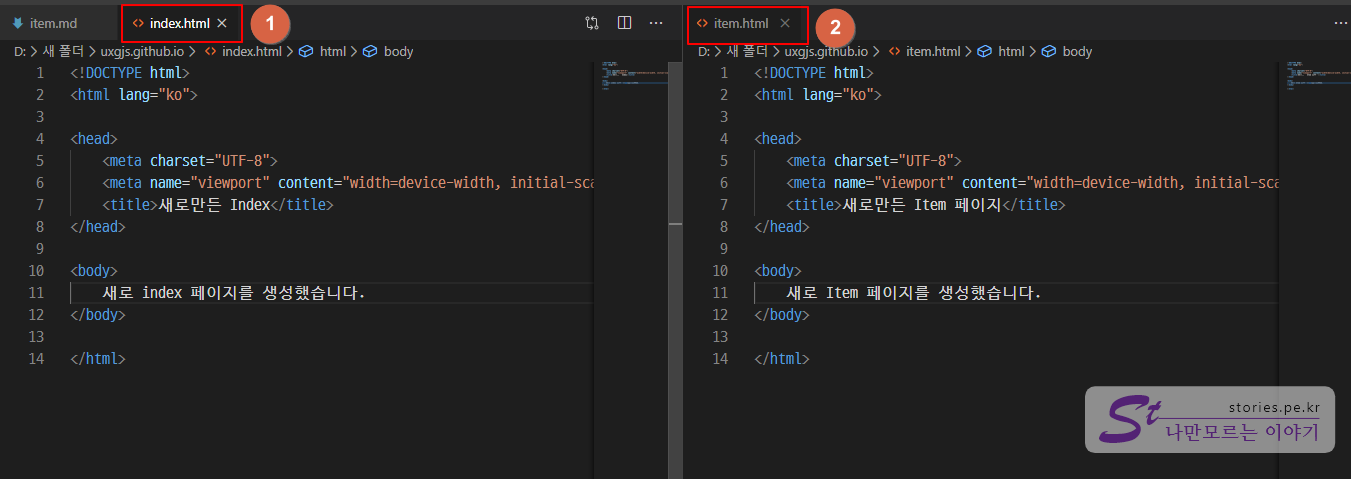 item.md
index.html
1
D: > 새 폴더 > uxgjs.github.io > index.html > html > body
1 <!DOCTYPE html>
2 <html lang="ko">
3
4 <head>
5 <meta charset="UTF-8">
6 <meta name="viewport" content="width=device-width, initial-sca
7 <title>새로만든 Index</title>
8 </head>
9
10 <body>
11 새로 index 페이지를 생성했습니다.
12 </body>
13
14 </html>
item.html
2
D: > 새 폴더 > uxgjs.github.io > item.html > html > body
1 <!DOCTYPE html>
2 <html lang="ko">
3
4 <head>
5 <meta charset="UTF-8">
6 <meta name="viewport" content="width=device-width, initial-sca
7 <title>새로만든 Item 페이지</title>
8 </head>
9
10 <body>
11 새로 Item 페이지를 생성했습니다.
12 </body>
13
14 </html>
St
stories.pe.kr
나만모르는 이야기